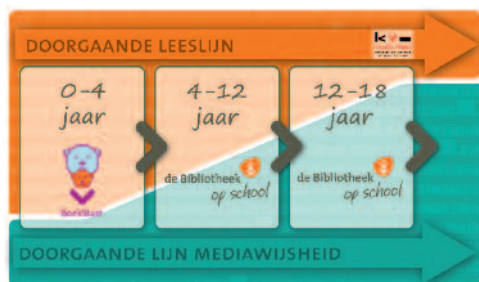 DOORGAANDE LEESLIJN
0-4
jaar
BoekStart
4-12
jaar
de Bibliotheek
op school
12-18
jaar
de Bibliotheek
op school
DOORGAANDE LIJN MEDIAWIJSHEID